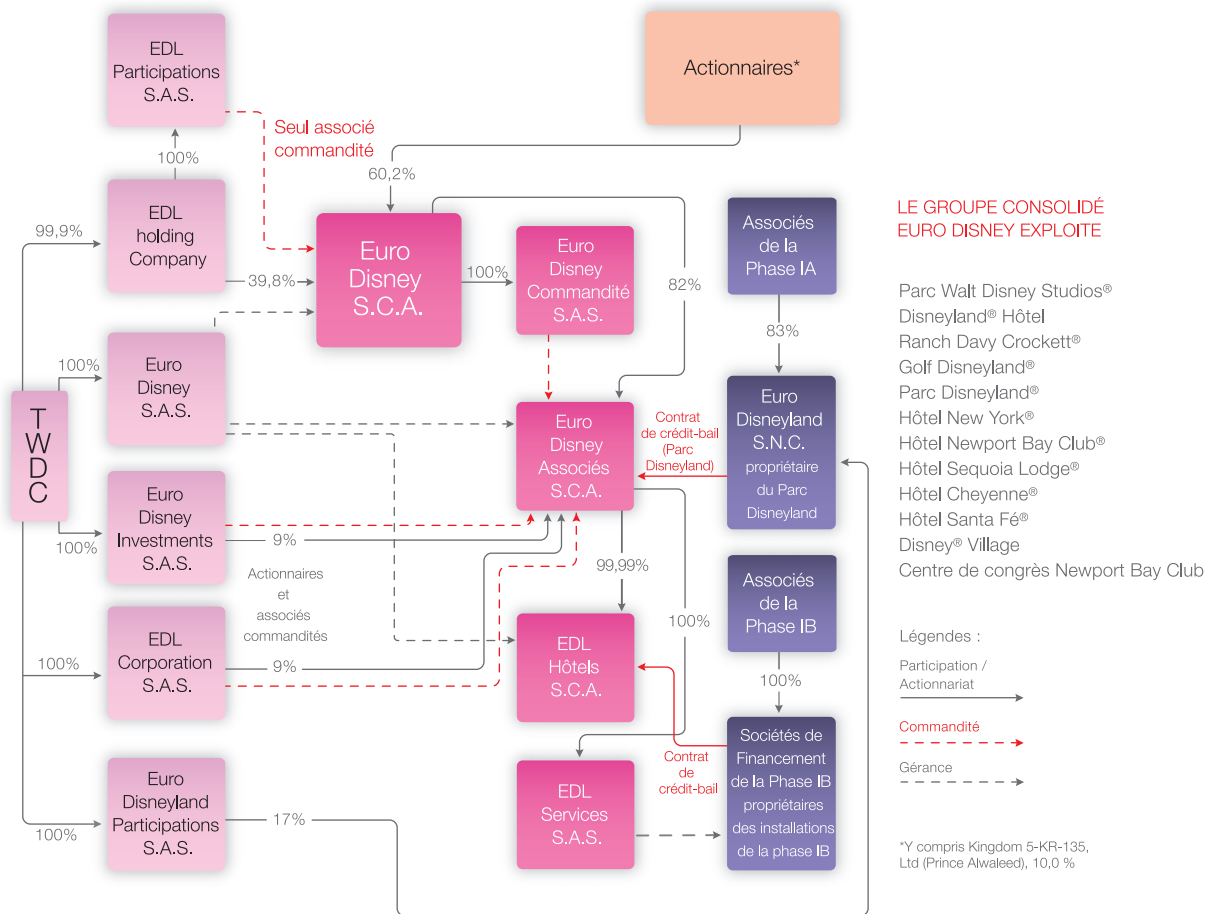 EDL
Participations
S.A.S.
Seul associé
commandité
Actionnaires*
100%
60,2%
EDL
holding
Company
99,9%
39,8%
Euro
Disney
S.C.A.
100%
Euro
Disney
Commandité
S.A.S.
82%
Associés
de la
Phase IA
83%
LE GROUPE CONSOLIDÉ
EURO DISNEY EXPLOITE
Parc Walt Disney Studios®
Disneyland® Hôtel
Ranch Davy Crockett®
Golf Disneyland®
Parc Disneyland®
Hôtel New York®
Hôtel Newport Bay Club®
Hôtel Sequoia Lodge®
Hôtel Cheyenne®
Hôtel Santa Fé®
Disney® Village
Centre de congrès Newport Bay Club
100%
Euro
Disney
S.A.S.
T
W
D
C
Euro
Disney
Associés
S.C.A.
Contrat
de crédit-bail
(Parc
Disneyland)
Euro
Disneyland
S.N.C.
propriétaire
du Parc
Disneyland
100%
Euro
Disney
Investments
S.A.S.
9%
Actionnaires
et
associés
commandités
99,99%
100%
Associés
de la
Phase IB
100%
100%
EDL
Corporation
S.A.S.
9%
EDL
Hôtels
S.C.A.
Contrat
de
crédit-bail
Sociétés de
Financement
de la Phase IB
propriétaires
des installations
de la phase IB
100%
Euro
Disneyland
Participations
S.A.S.
17%
EDL
Services
S.A.S.
Légendes :
Participation /
Actionnariat
Commandité
Gérance
*Y compris Kingdom 5-KR-135,
Ltd (Prince Alwaleed), 10,0 %